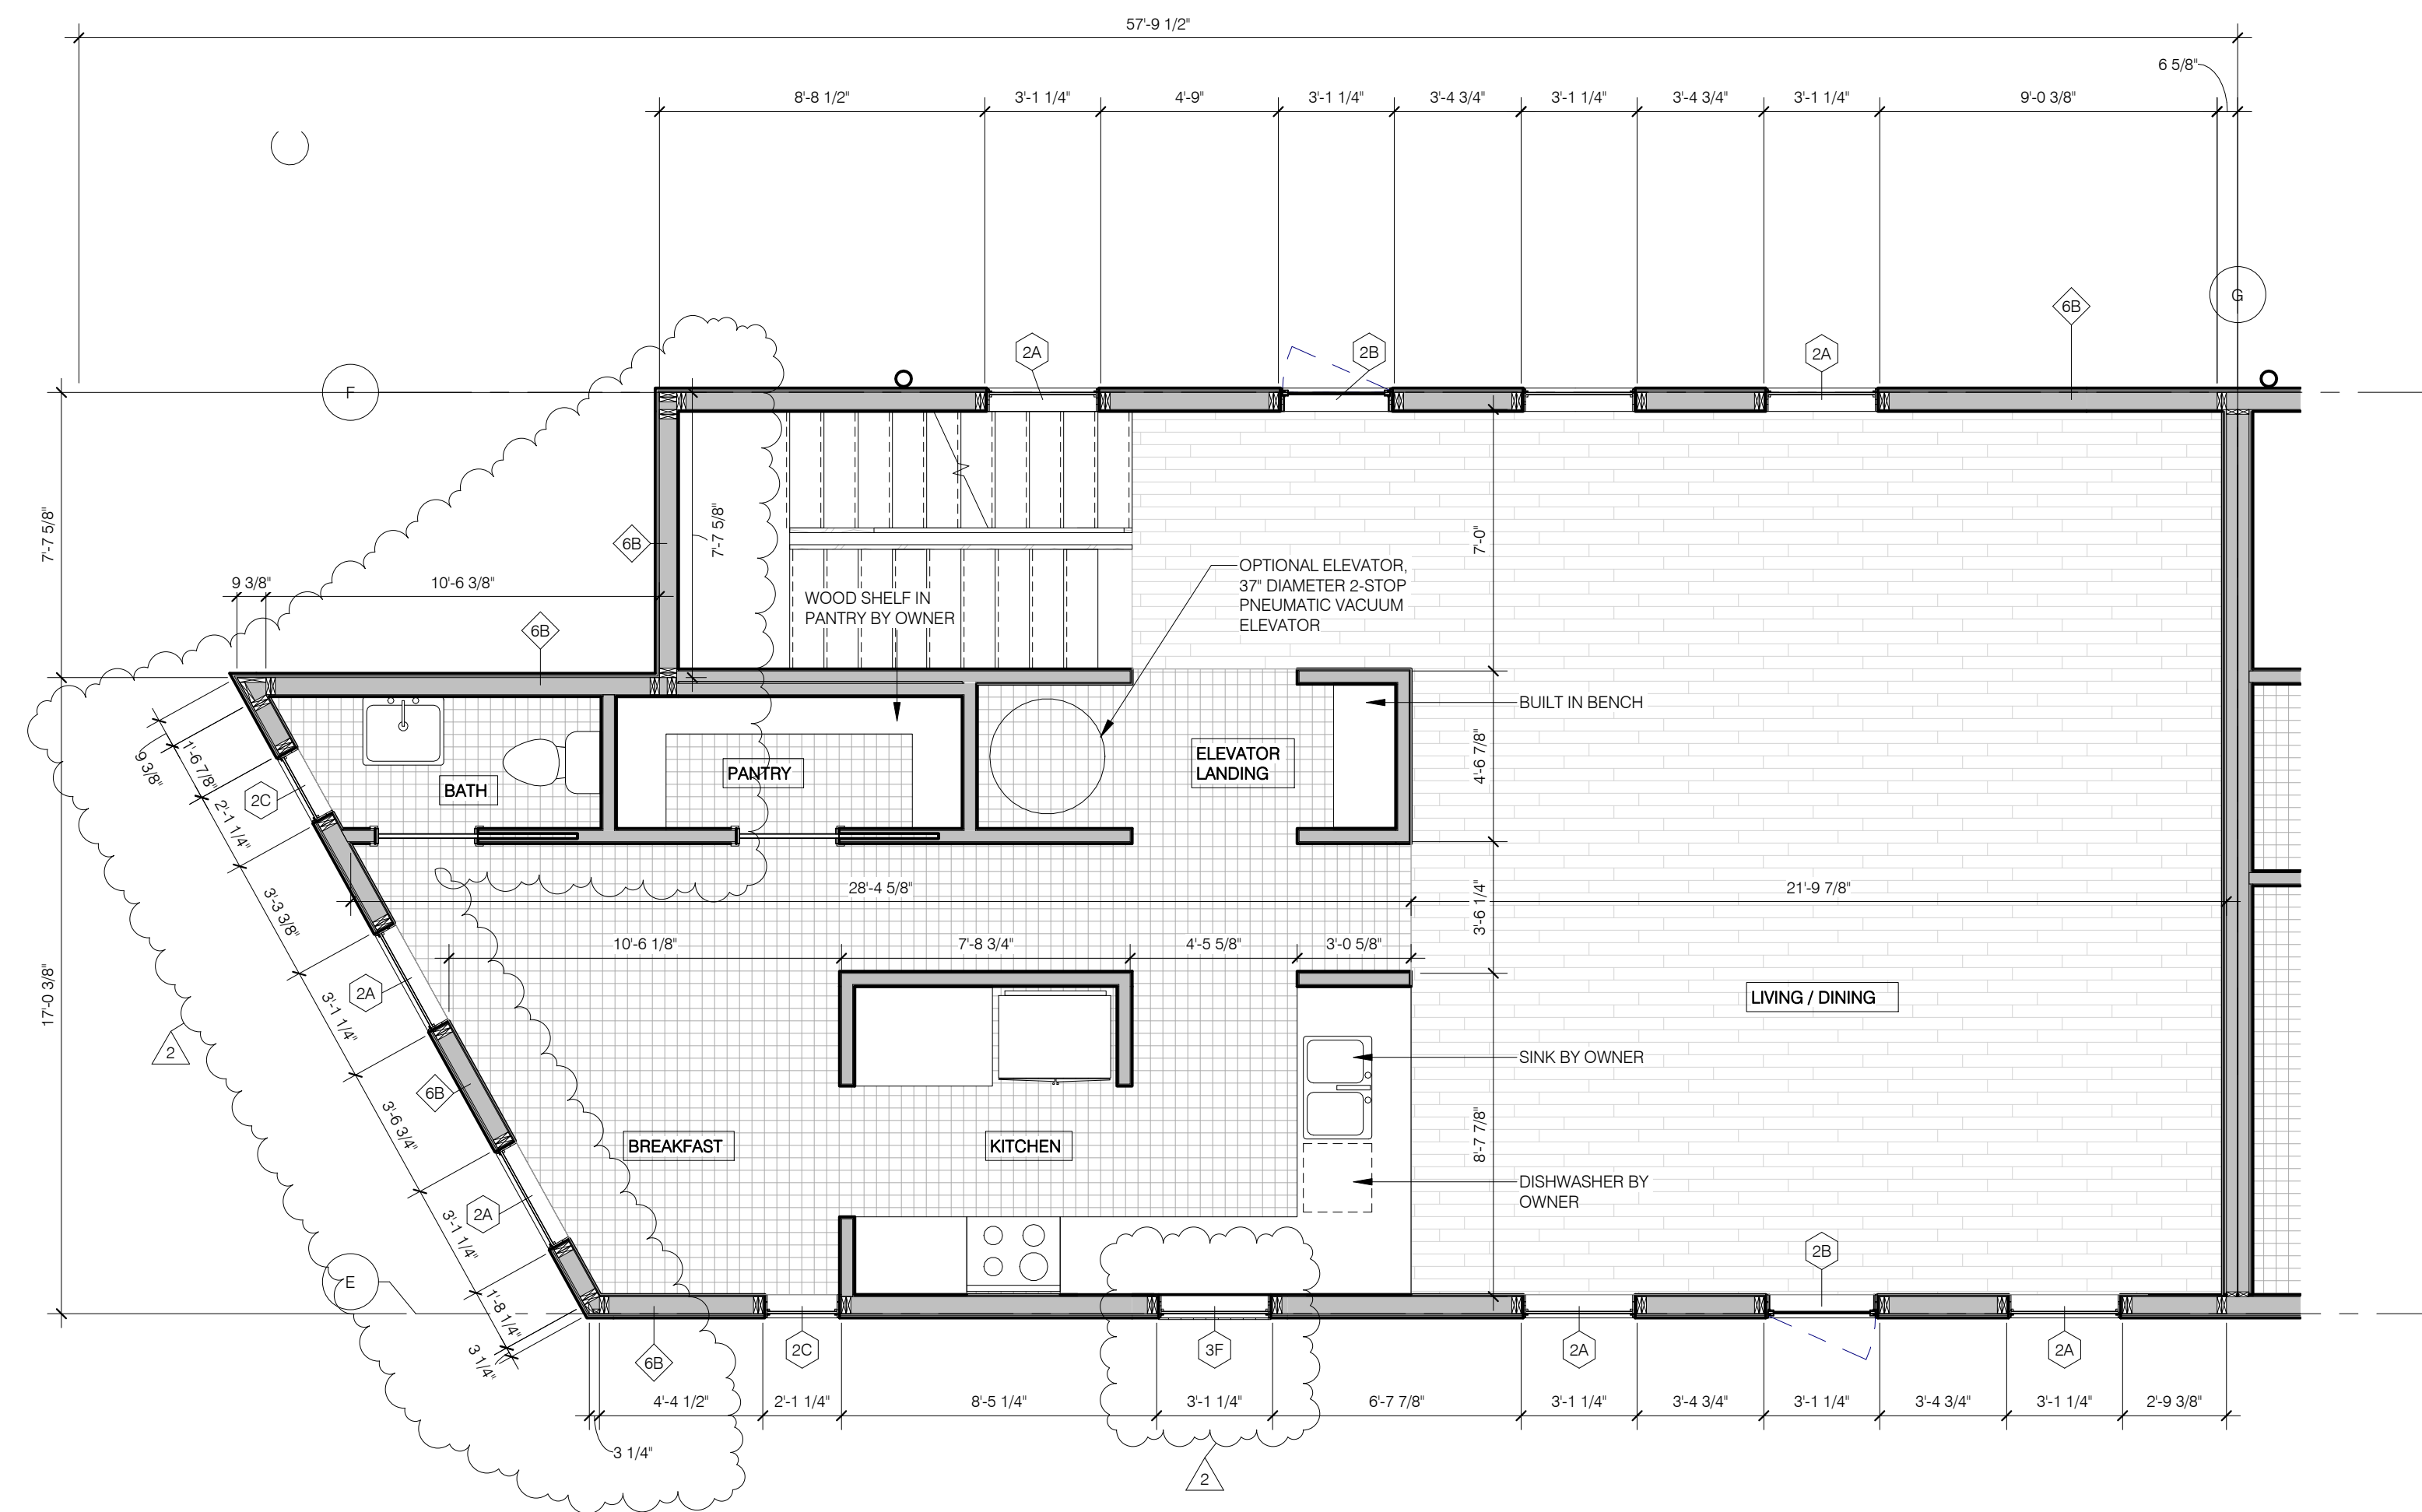 57'-9 1/2"
6 5/8"
8'-8 1/2"
3'-1 1/4"
4'-9"
3'-1 1/4"
3'-4 3/4"
3'-1 1/4"
3'-4 3/4"
3'-1 1/4"
9'-0 3/8"
G
6B
2A
2B
2A
F
7'-7 5/8"
6B
7'-7 5/8"
7'-0"
9 3/8"
10'-6 3/8"
6B
WOOD SHELF IN
PANTRY BY OWNER
OPTIONAL ELEVATOR,
37" DIAMETER 2-STOP
PNEUMATIC VACUUM
ELEVATOR
BUILT IN BENCH
ELEVATOR
LANDING
4'-6 7/8"
PANTRY
BATH
9 3/8"
1'-6 7/8"
2C
2'-1 1/4"
28'-4 5/8"
21'-9 7/8"
3'-3 3/8"
3'-6 1/4"
10'-6 1/8"
7'-8 3/4"
4'-5 5/8"
3'-0 5/8"
17'-0 3/8"
2A
3'-1 1/4"
LIVING / DINING
2
SINK BY OWNER
6B
3'-6 3/4"
BREAKFAST
KITCHEN
8'-7 7/8"
DISHWASHER BY
OWNER
2A
3'-1 1/4"
2B
E
1'-8 1/4"
3 1/4"
6B
2C
3F
2A
2A
4'-4 1/2"
2'-1 1/4"
8'-5 1/4"
3'-1 1/4"
6'-7 7/8"
3'-1 1/4"
3'-4 3/4"
3'-1 1/4"
3'-4 3/4"
3'-1 1/4"
2'-9 3/8"
3 1/4"
2